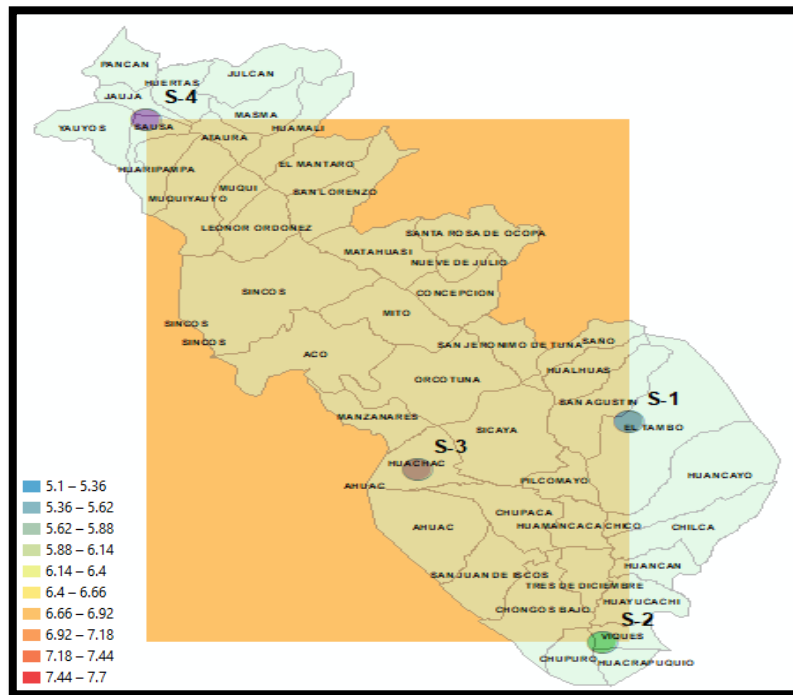 PANCAN
HUERTAS
JULCAN
JAUJA
S-4
MASMA
YAUYOS
SAUSA
ATAURA
HUAMALI
EL MANTARO
HUARIPAMPA
MUQUI
SAN LORENZO
MUQUIYAUYO
LEONOR ORDOÑEZ
SANTA ROSA DE OCOPA
MATAHUASI
NUEVE DE JULIO
SINCOS
CONCEPCION
MITO
SINCOS
SINCOS
SAN JERONIMO DE TUNA
SAÑO
ACO
HUALHUAS
ORCOTUNA
SAN AGUSTIN
S-1
MANZANARES
SICAYA
EL TAMBO
S-3
HUACHAC
AHUAC
PILCOMAYO
HUANCAYO
CHUPACA
AHUAC
HUAMANCACA CHICO
CHILCA
HUANCAN
SAN JUAN DE ISCOS
TRES DE DICIEMBRE
CHONGOS BAJO
HUAYUCACHI
S-2
VIQUES
CHUPURO
HUACRAPUQUIO
5.1 – 5.36
5.36 – 5.62
5.62 – 5.88
5.88 – 6.14
6.14 – 6.4
6.4 – 6.66
6.66 – 6.92
6.92 – 7.18
7.18 – 7.44
7.44 – 7.7